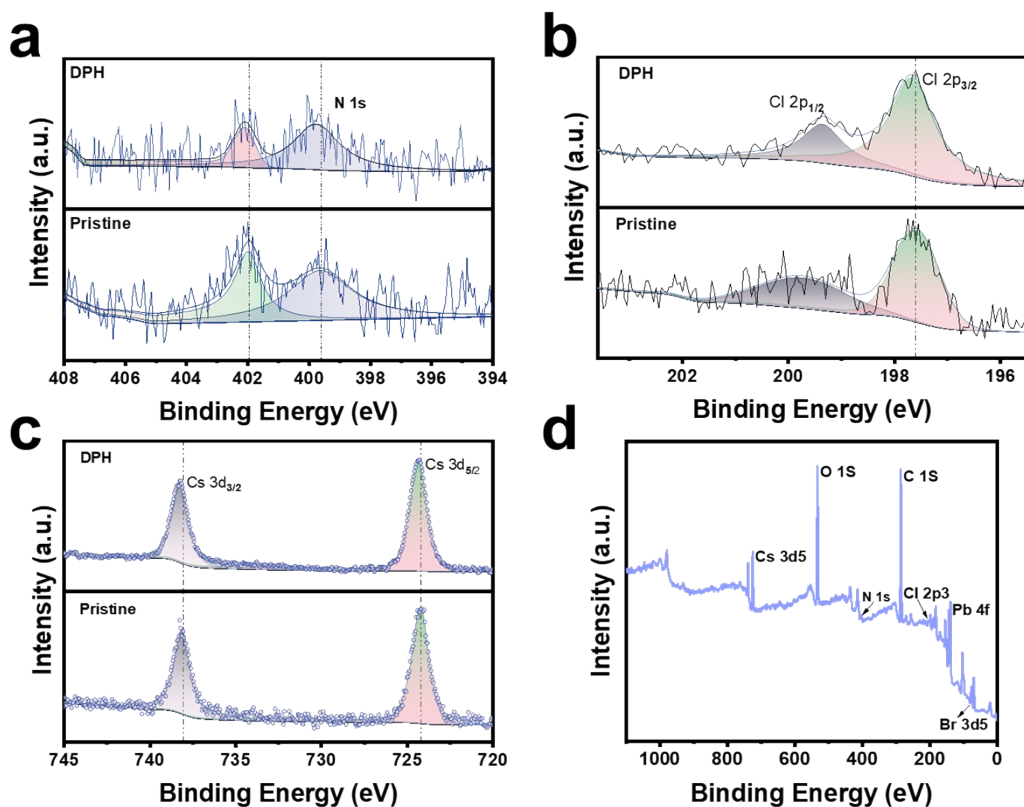 a
DPH
N 1s
Pristine
Intensity (a.u.)
408 406 404 402 400 398 396 394
Binding Energy (eV)
b
DPH
Cl 2p1/2
Cl 2p3/2
Pristine
Intensity (a.u.)
202 200 198 196
Binding Energy (eV)
c
DPH
Cs 3d3/2
Cs 3d5/2
Pristine
Intensity (a.u.)
745 740 735 730 725 720
Binding Energy (eV)
d
O 1S
C 1S
Cs 3d5
N 1s
Cl 2p3
Pb 4f
Br 3d5
Intensity (a.u.)
1000 800 600 400 200 0
Binding Energy (eV)